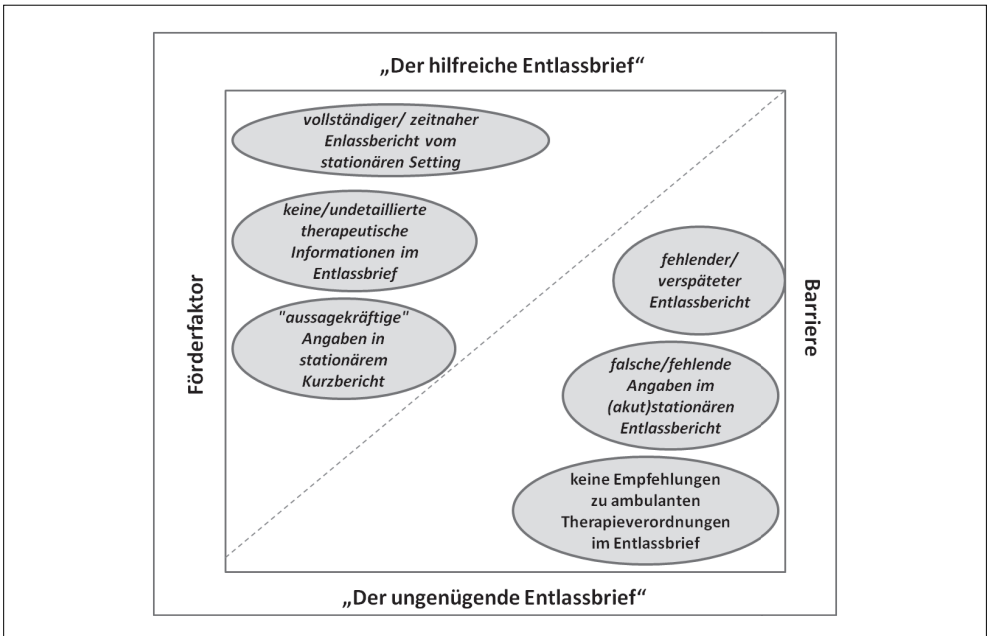 „Der hilfreiche Entlassbrief“
vollständiger/ zeitnaher
Enlassbericht vom
stationären Setting
keine/undetaillierte
therapeutische
Informationen im
Entlassbrief
"aussagekräftige"
Angaben in
stationärem
Kurzbericht
Förderfaktor
fehlender/
verspäteter
Entlassbericht
falsche/fehlende
Angaben im
(akut)stationären
Entlassbericht
keine Empfehlungen
zu ambulanten
Therapieverordnungen
im Entlassbrief
Barriere
„Der ungenügende Entlassbrief“